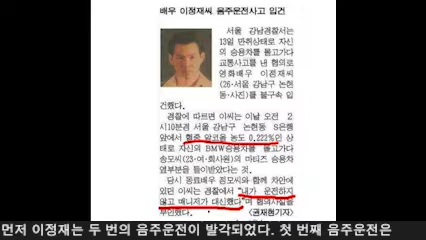 배우 이정재씨 음주운전사고 입건
서울 강남경찰서는
13일 만취상태로 자신
의 승용차를 몰고가다
교통사고를 낸 혐의로
영화배우 이정재씨
(26·서울 강남구 논현
동·사진)를 불구속 입
건했다.
경찰에 따르면 이씨는 이날 오전 2
시10분경 서울 강남구 논현동 S은행
앞에서 혈중 알코올 농도 0.222%인 상
태로 자신의 BMW승용차를 몰고가다
송모씨(23·여·회사원)의 마티즈 승용차
옆부분을 들이받았다는 것.
당시 동료배우 정모씨와 함께 차안에
있던 이씨는 경찰에서 “내가 운전하지
않고 매니저가 대신했다”며 혐의사실을
부인했다. <권재현기자>
먼저 이정재는 두 번의 음주운전이 발각되었다. 첫 번째 음주운전은